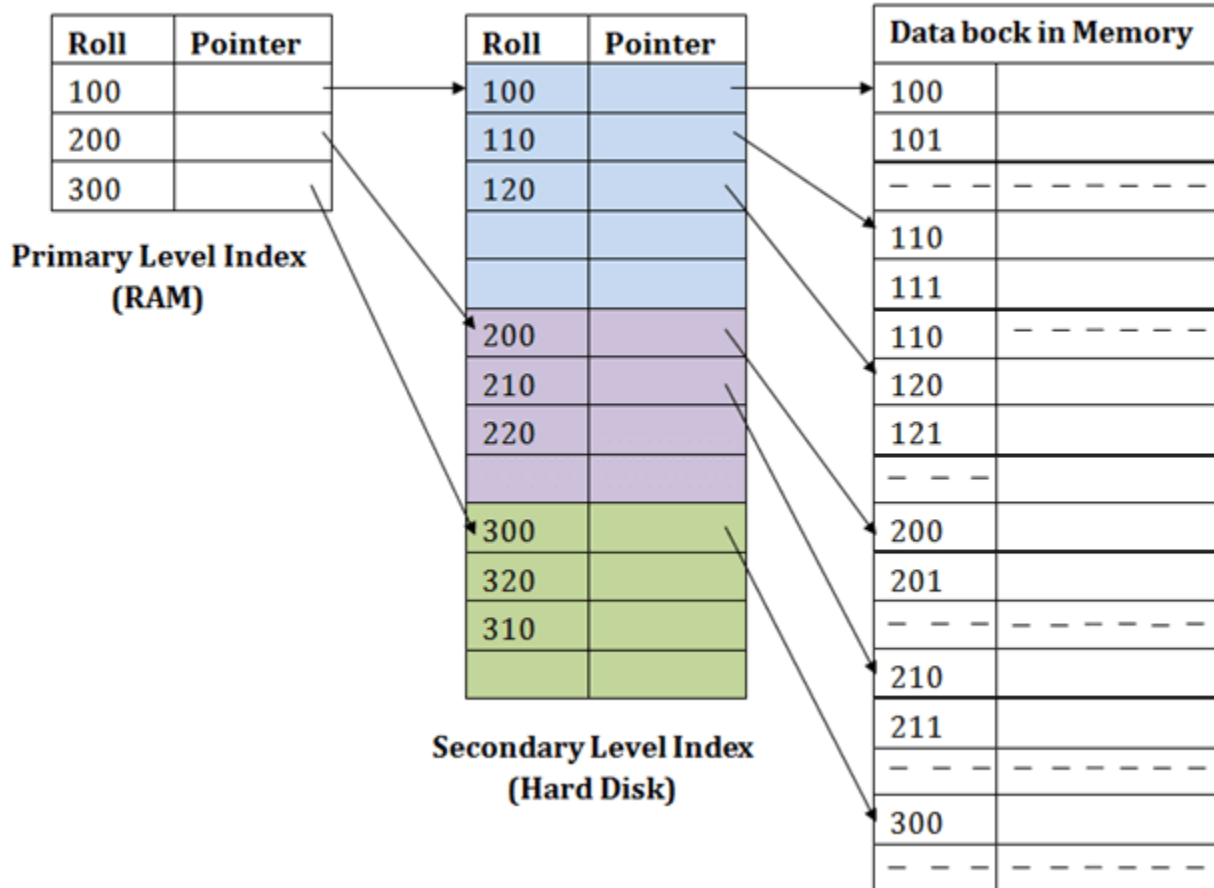 Roll Pointer
100
200
300
Primary Level Index
(RAM)
Roll Pointer
100
110
120
200
210
220
300
320
310
Secondary Level Index
(Hard Disk)
Data bock in Memory
100
101
– – – – – – – – – –
110
111
110 – – – – – –
120
121
– – –
200
201
– – – – – – – – – –
210
211
– – – – – – – – – –
300
– – – – – – – – – –